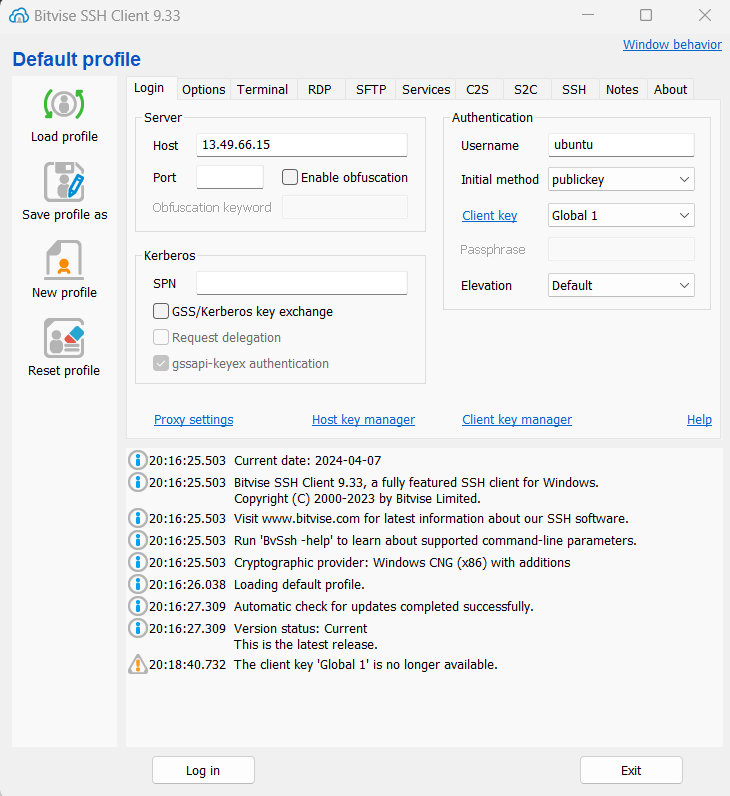 Bitvise SSH Client 9.33
Window behavior
Default profile
Load profile
Save profile as
New profile
Reset profile
Login Options Terminal RDP SFTP Services C2S S2C SSH Notes About
Server
Host 13.49.66.15
Port Enable obfuscation
Obfuscation keyword
Kerberos
SPN
GSS/Kerberos key exchange
Request delegation
gssapi-keyex authentication
Authentication
Username ubuntu
Initial method publickey
Client key Global 1
Passphrase
Elevation Default
Proxy settings Host key manager Client key manager Help
20:16:25.503 Current date: 2024-04-07
20:16:25.503 Bitvise SSH Client 9.33, a fully featured SSH client for Windows.
Copyright (C) 2000-2023 by Bitvise Limited.
20:16:25.503 Visit www.bitvise.com for latest information about our SSH software.
20:16:25.503 Run 'BvSsh -help' to learn about supported command-line parameters.
20:16:25.503 Cryptographic provider: Windows CNG (x86) with additions
20:16:26.038 Loading default profile.
20:16:27.309 Automatic check for updates completed successfully.
20:16:27.309 Version status: Current
This is the latest release.
20:18:40.732 The client key 'Global 1' is no longer available.
Log in Exit